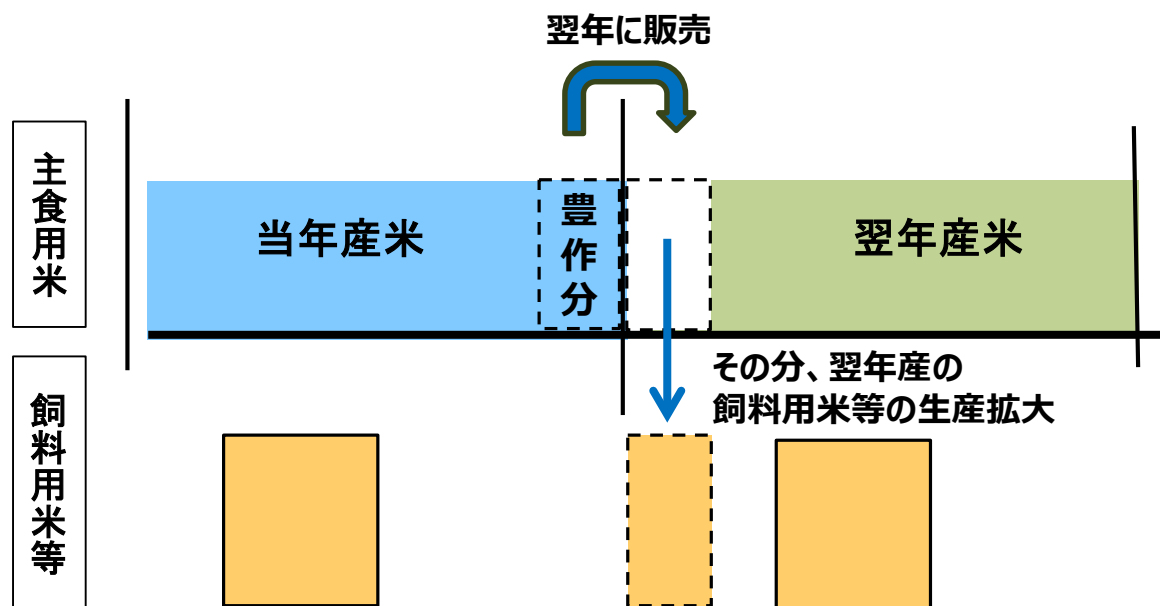 翌年に販売
主食用米
当年産米
豊作分
翌年産米
その分、翌年産の
飼料用米等の生産拡大
飼料用米等